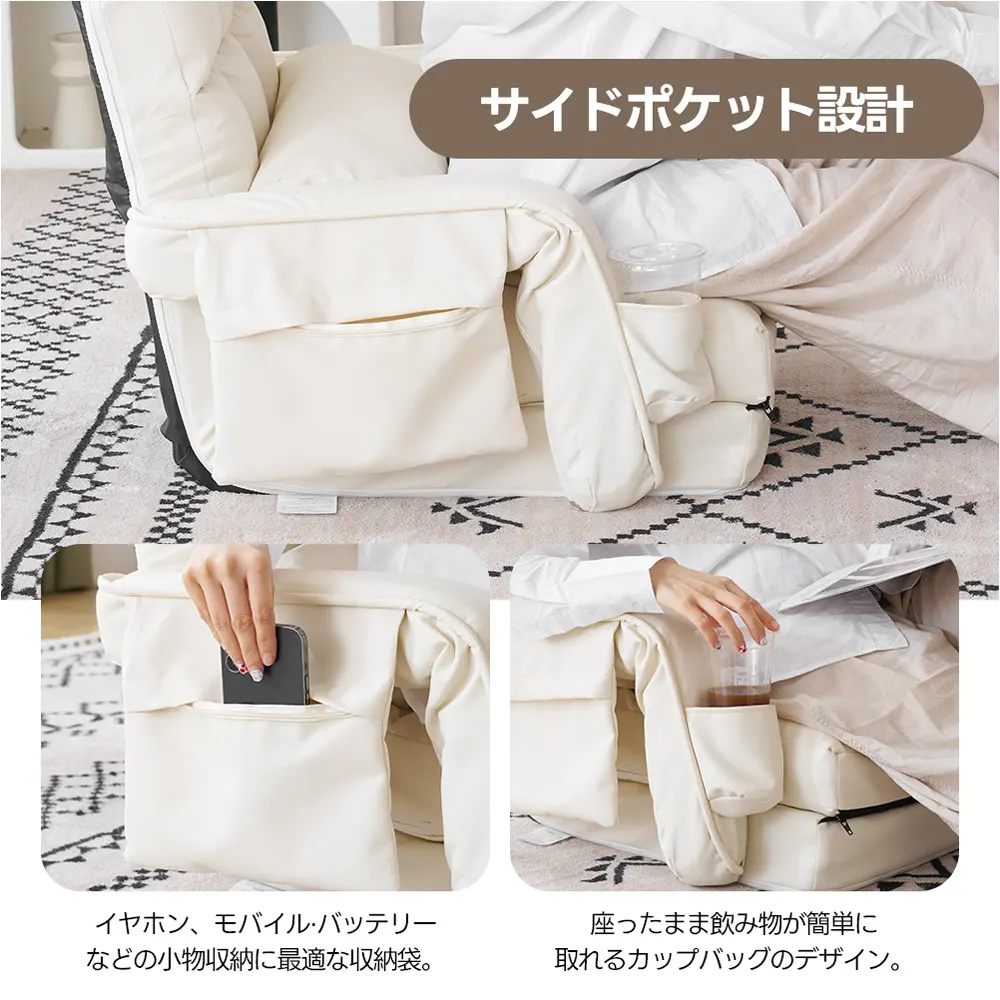 サイドポケット設計
イヤホン、モバイル·バッテリー
などの小物収納に最適な収納袋。
座ったまま飲み物が簡単に
取れるカップバッグのデザイン。